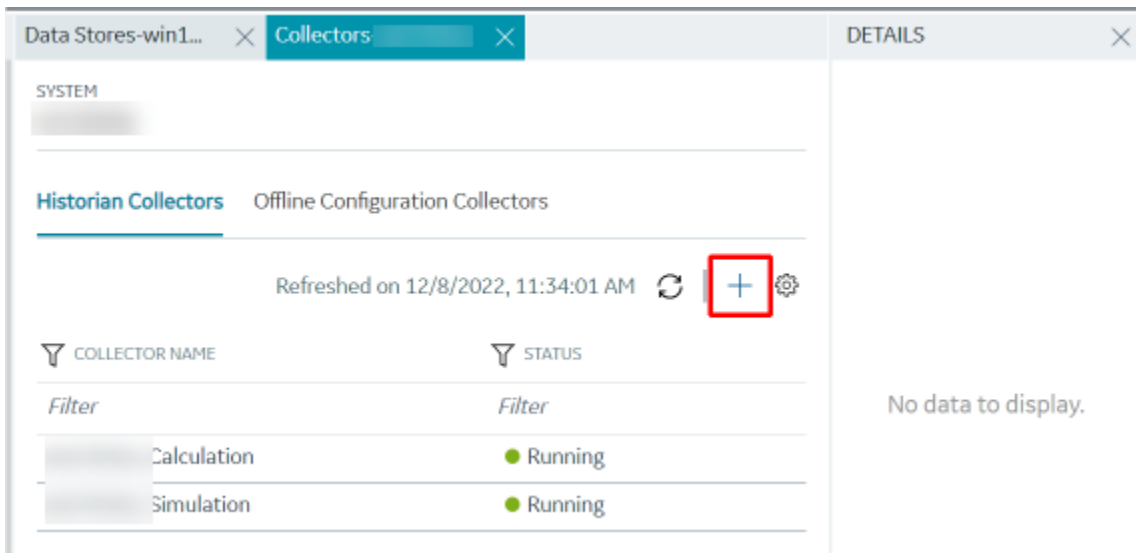 Data Stores-win1... Collectors DETAILS
SYSTEM
Historian Collectors Offline Configuration Collectors
Refreshed on 12/8/2022, 11:34:01 AM
COLLECTOR NAME STATUS
Filter Filter
No data to display.
Calculation Running
Simulation Running